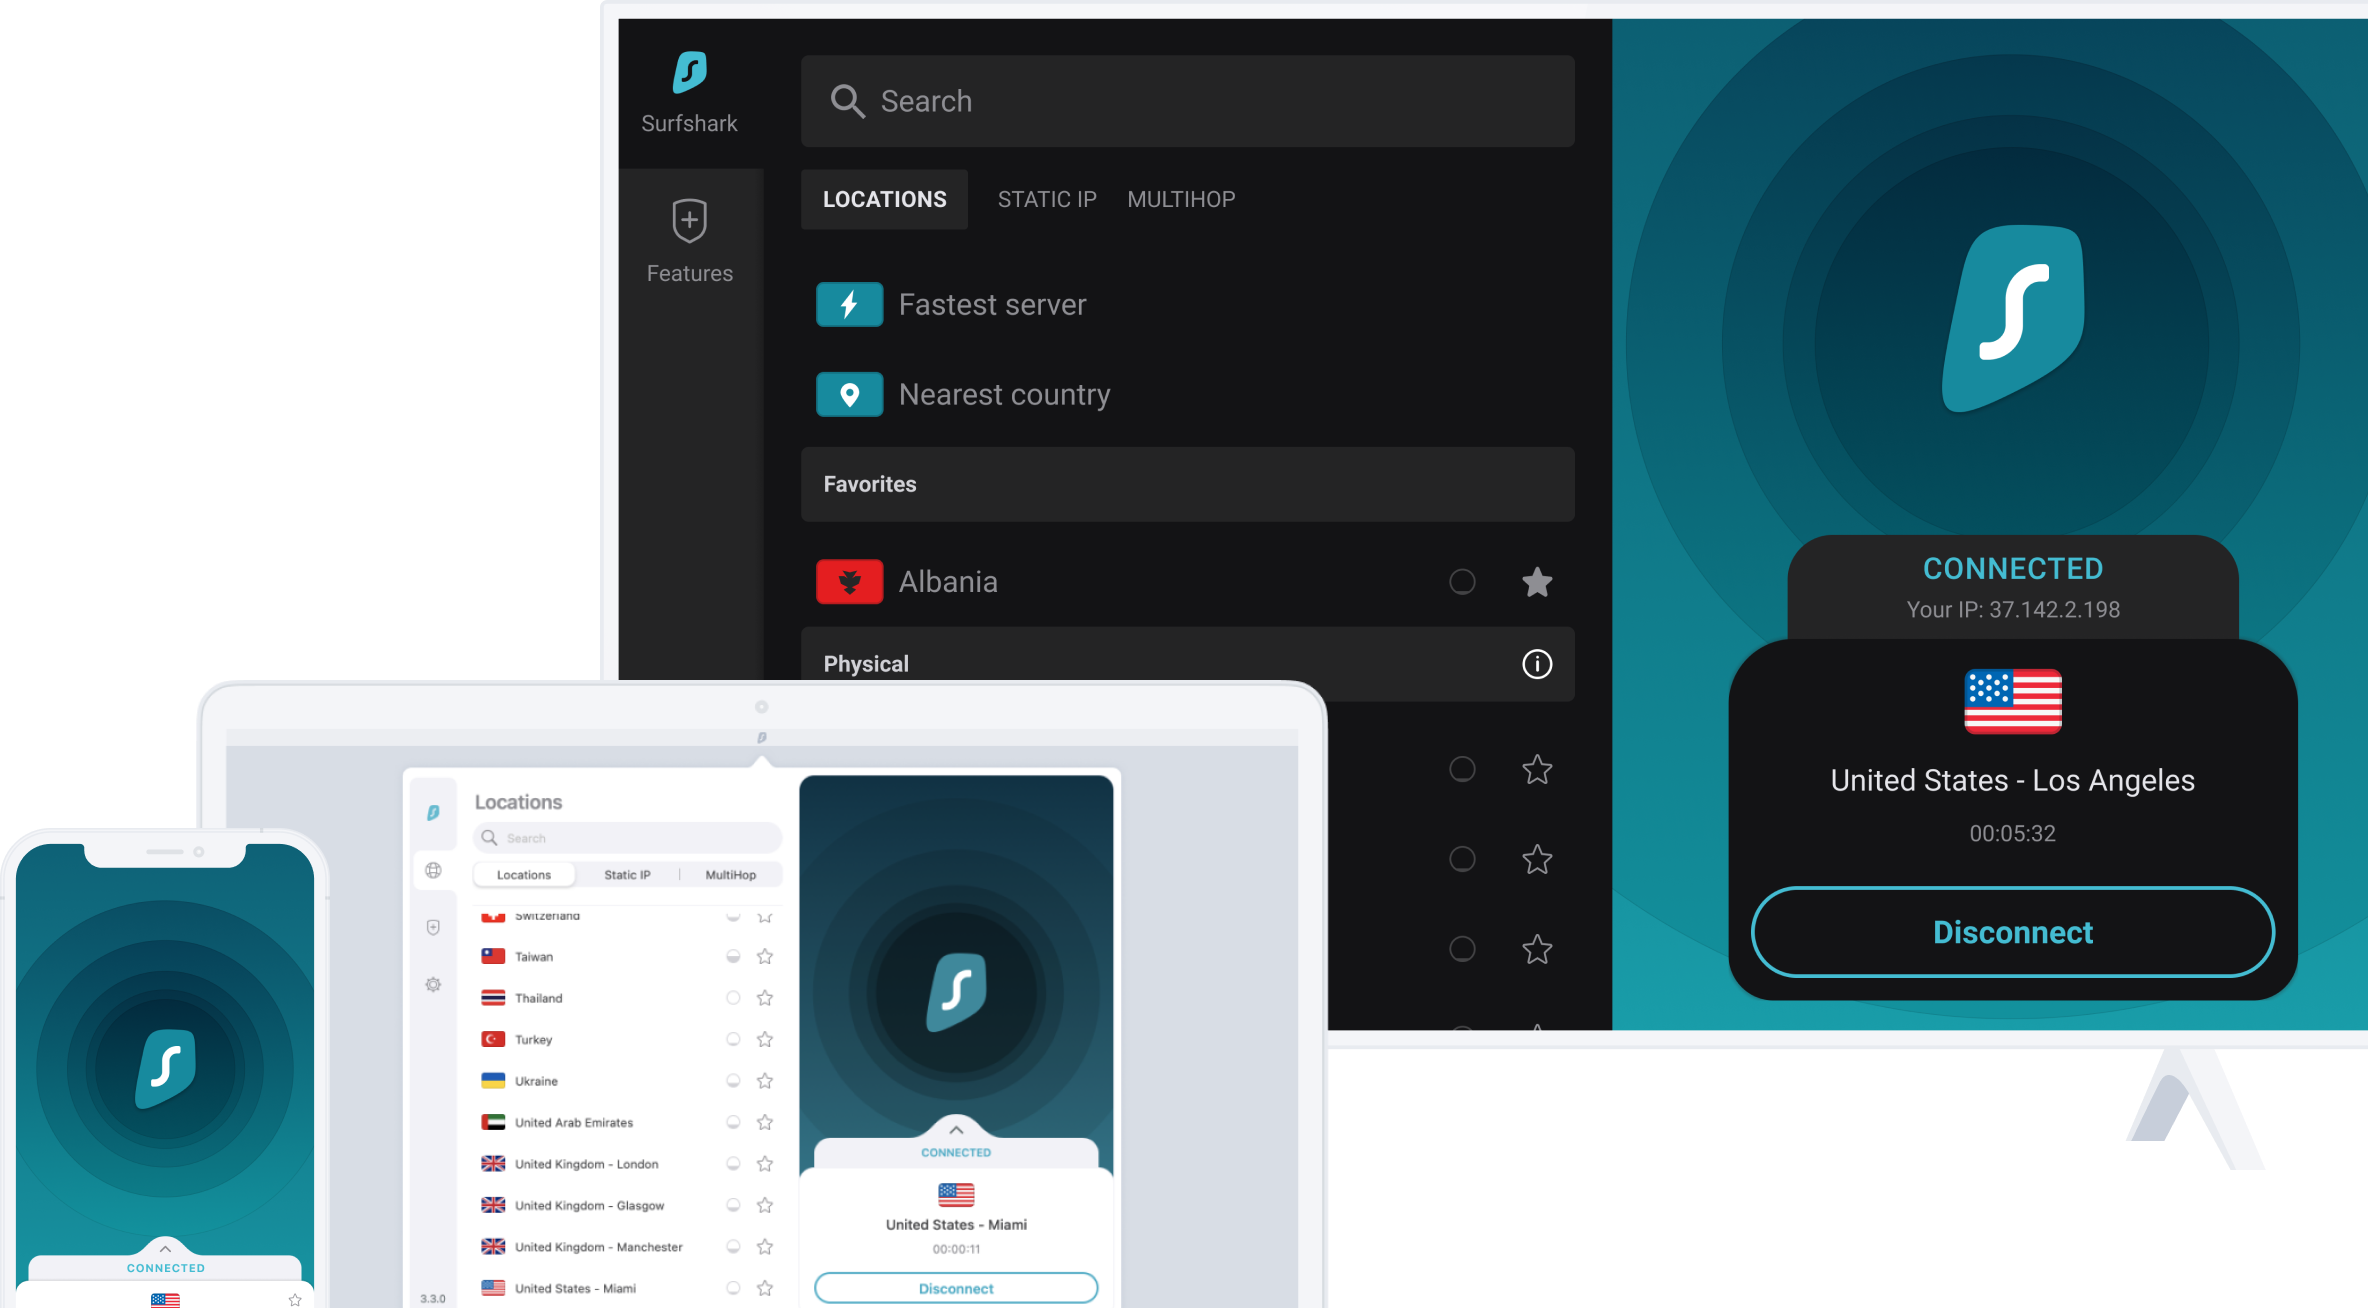 Surfshark
Features
Search
LOCATIONS STATIC IP MULTIHOP
Fastest server
Nearest country
Favorites
Albania
Physical
CONNECTED
Your IP: 37.142.2.198
United States - Los Angeles
00:05:32
Disconnect
Locations
Search
Locations Static IP MultiHop
Switzerland
Taiwan
Thailand
Turkey
Ukraine
United Arab Emirates
United Kingdom - London
United Kingdom - Glasgow
United Kingdom - Manchester
United States - Miami
3.3.0
CONNECTED
United States - Miami
00:00:11
Disconnect
CONNECTED